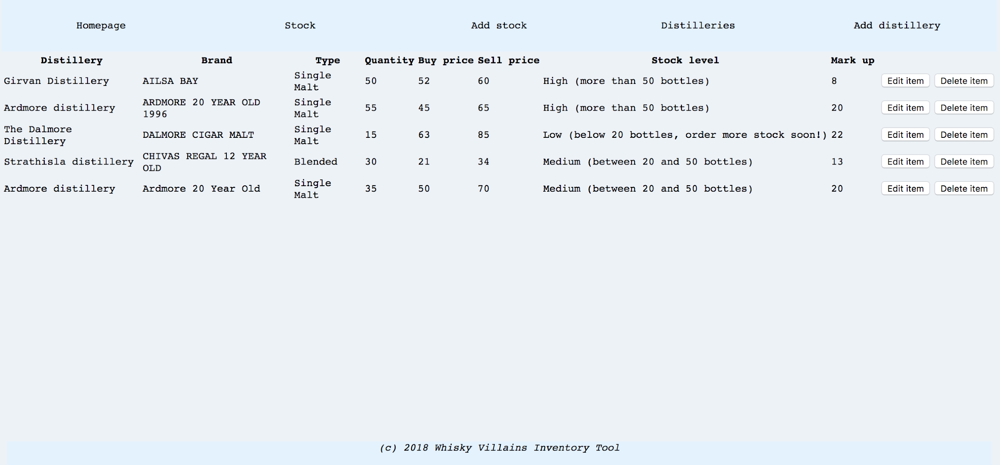 Homepage Stock Add stock Distilleries Add distillery
Distillery Brand Type Quantity Buy price Sell price Stock level Mark up
Girvan Distillery AILSA BAY Single Malt 50 52 60 High (more than 50 bottles) 8 Edit item Delete item
Ardmore distillery ARDMORE 20 YEAR OLD 1996 Single Malt 55 45 65 High (more than 50 bottles) 20 Edit item Delete item
The Dalmore Distillery DALMORE CIGAR MALT Single Malt 15 63 85 Low (below 20 bottles, order more stock soon!) 22 Edit item Delete item
Strathisla distillery CHIVAS REGAL 12 YEAR OLD Blended 30 21 34 Medium (between 20 and 50 bottles) 13 Edit item Delete item
Ardmore distillery Ardmore 20 Year Old Single Malt 35 50 70 Medium (between 20 and 50 bottles) 20 Edit item Delete item
(c) 2018 Whisky Villains Inventory Tool